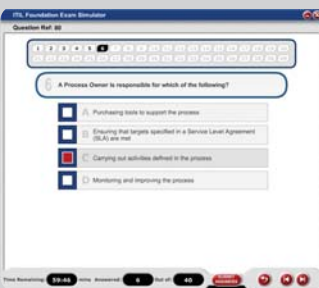 ITIL Foundation Exam Simulator
Question Ref: 80
1 2 3 4 5 6
6 A Process Owner is responsible for which of the following?
A Purchasing tools to support the process
B Ensuring that targets specified in a Service Level Agreement
(SLA) are met
C Carrying out activities defined in the process
D Monitoring and improving the process
Time Remaining: 59:46 mins Answered: 6 Out of: 40